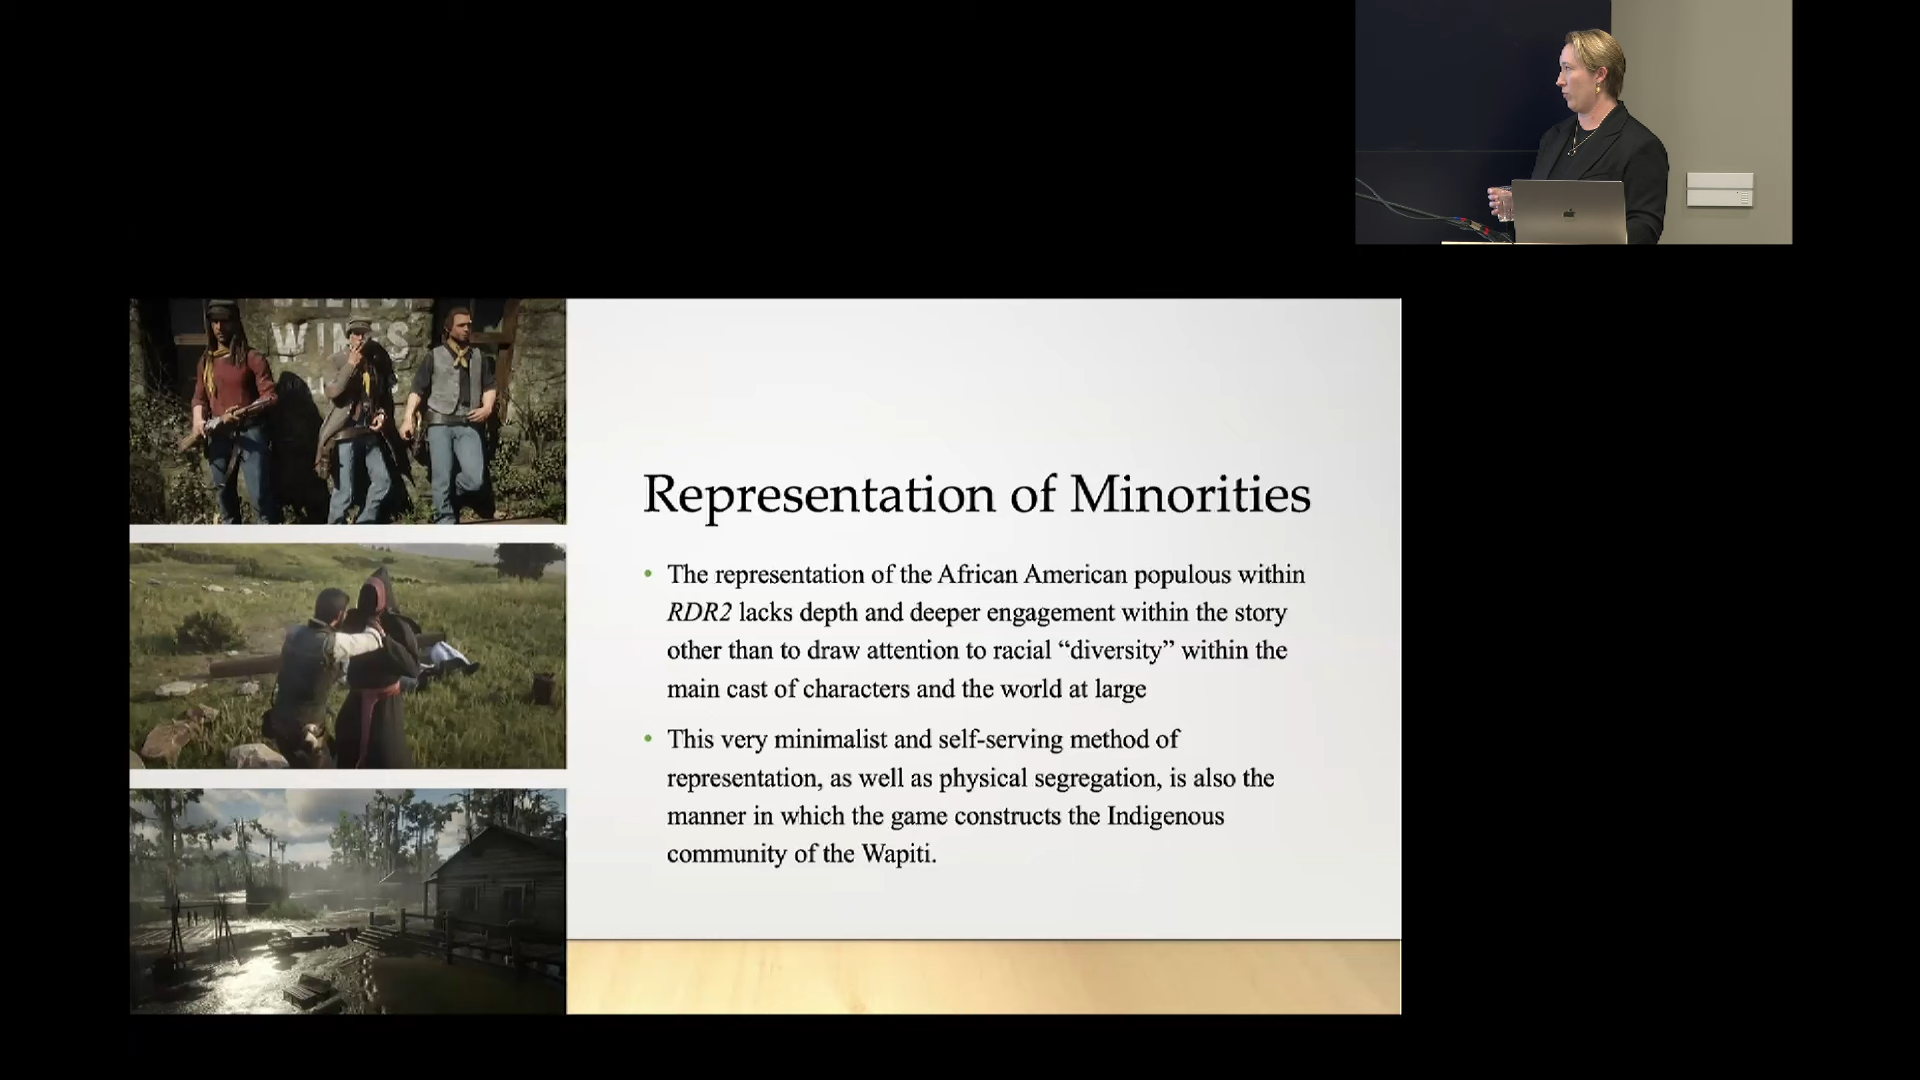 WINES
Representation of Minorities
• The representation of the African American populous within
RDR2 lacks depth and deeper engagement within the story
other than to draw attention to racial “diversity” within the
main cast of characters and the world at large
• This very minimalist and self-serving method of
representation, as well as physical segregation, is also the
manner in which the game constructs the Indigenous
community of the Wapiti.